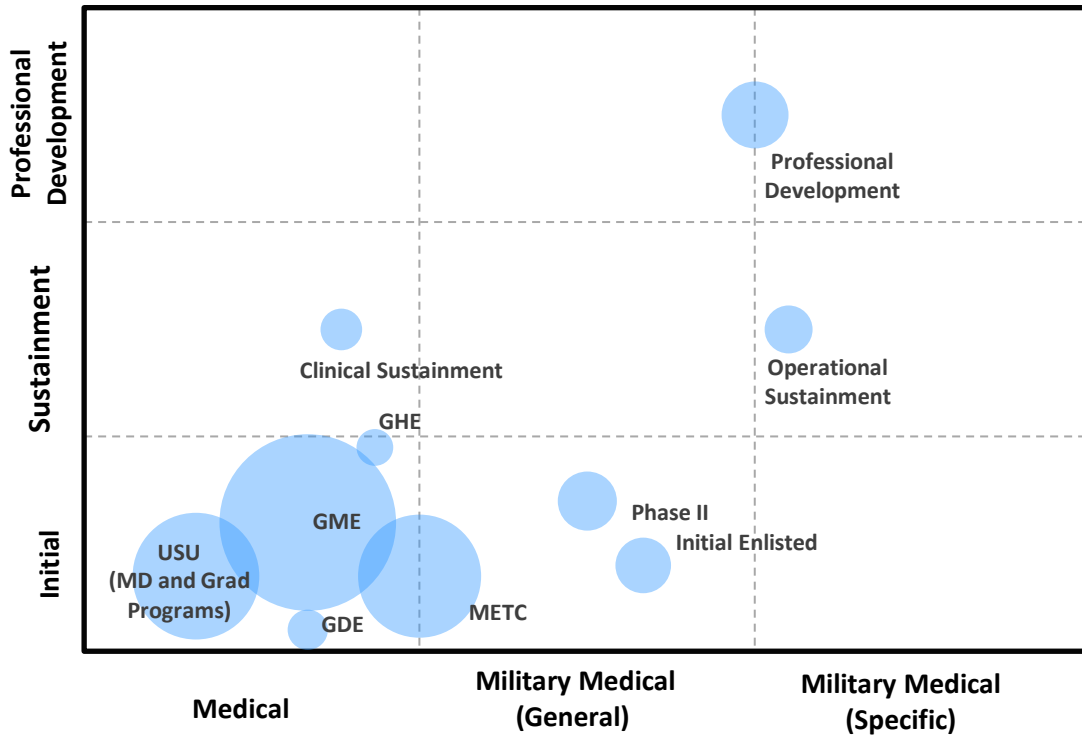 Professional
Development
Sustainment
Initial
Professional
Development
Clinical Sustainment
Operational
Sustainment
GHE
GME
Phase II
Initial Enlisted
USU
(MD and Grad
Programs)
GDE
METC
Medical
Military Medical
(General)
Military Medical
(Specific)